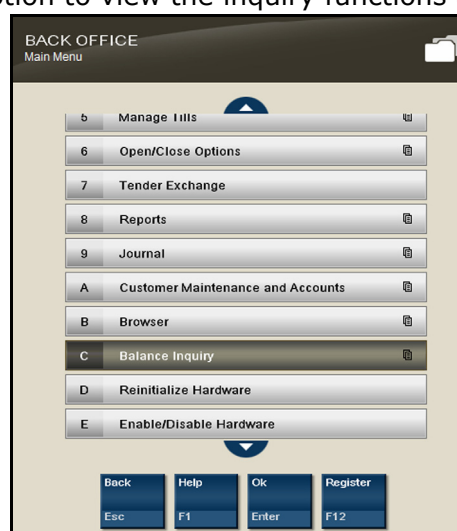 ption to view the inquiry functions
BACK OFFICE
Main Menu
5 Manage Tills
6 Open/Close Options
7 Tender Exchange
8 Reports
9 Journal
A Customer Maintenance and Accounts
B Browser
C Balance Inquiry
D Reinitialize Hardware
E Enable/Disable Hardware
Back Help Ok Register
Esc F1 Enter F12